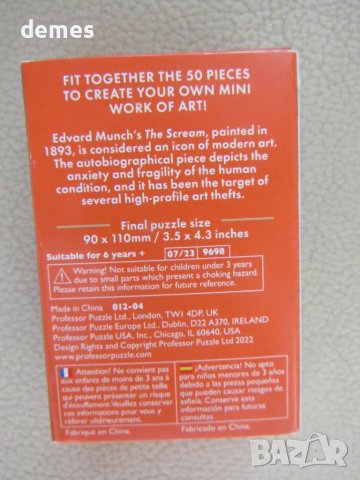 demes
FIT TOGETHER THE 50 PIECES
TO CREATE YOUR OWN MINI
WORK OF ART!
Edvard Munch's The Scream, painted in
1893, is considered an icon of modern art.
The autobiographical piece depicts the
anxiety and fragility of the human
condition, and it has been the target of
several high-profile art thefts.
Final puzzle size
90 x 110mm / 3.5 x 4.3 inches
Suitable for 6 years + 07/23 9698
Warning! Not suitable for children under 3 years
due to small parts which present a choking hazard.
Please retain this information for future reference.
Made in China 012-04
Professor Puzzle Ltd., London, TW1 4DP, UK
Professor Puzzle Europe Ltd., Dublin, D22 A370, IRELAND
Professor Puzzle USA, Inc., Chicago, IL 60640, USA
Design Rights and Copyright Professor Puzzle Ltd 2022
www.professorpuzzle.com
Avertissement! Ne convient pas
aux enfants de moins de 3 ans à
cause des pièces de petite taille
qui peuvent présenter un risque
d'étouffement Veuillez conserver
ces informations pour vous y
référer ultérieurement.
Fabriqué en Chine.
¡Advertencia! No apto
para niños menores de 3 años
debido a las piezas pequeñas
que pueden causar riesgos de
asfixia. Conserve esta
información para futuras
consultas.
Fabricado en China.
BAZAR
bg